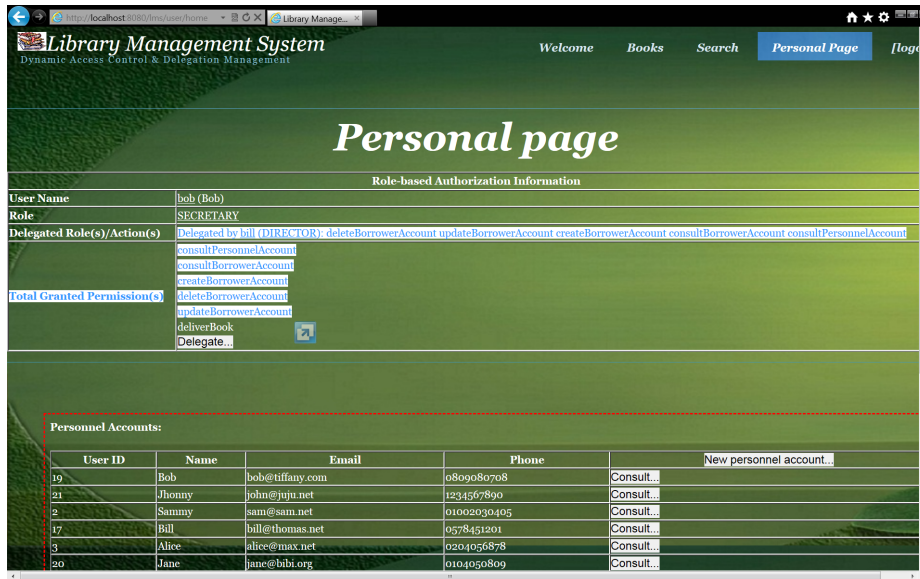 http://localhost:8080/lms/user/home
Library Manage...
Library Management System
Dynamic Access Control & Delegation Management
Welcome Books Search Personal Page [logo
Personal page
Role-based Authorization Information
User Name bob (Bob)
Role SECRETARY
Delegated Role(s)/Action(s) Delegated by bill (DIRECTOR): deleteBorrowerAccount updateBorrowerAccount createBorrowerAccount consultBorrowerAccount consultPersonnelAccount
Total Granted Permission(s)
consultPersonnelAccount
consultBorrowerAccount
createBorrowerAccount
deleteBorrowerAccount
updateBorrowerAccount
deliverBook
Delegate...
Personnel Accounts:
User ID Name Email Phone New personnel account...
19 Bob bob@tiffany.com 0809080708 Consult...
21 Jhonny john@juju.net 1234567890 Consult...
2 Sammy sam@sam.net 01002030405 Consult...
17 Bill bill@thomas.net 0578451201 Consult...
3 Alice alice@max.net 0204056878 Consult...
20 Jane jane@bibi.org 0104050809 Consult...